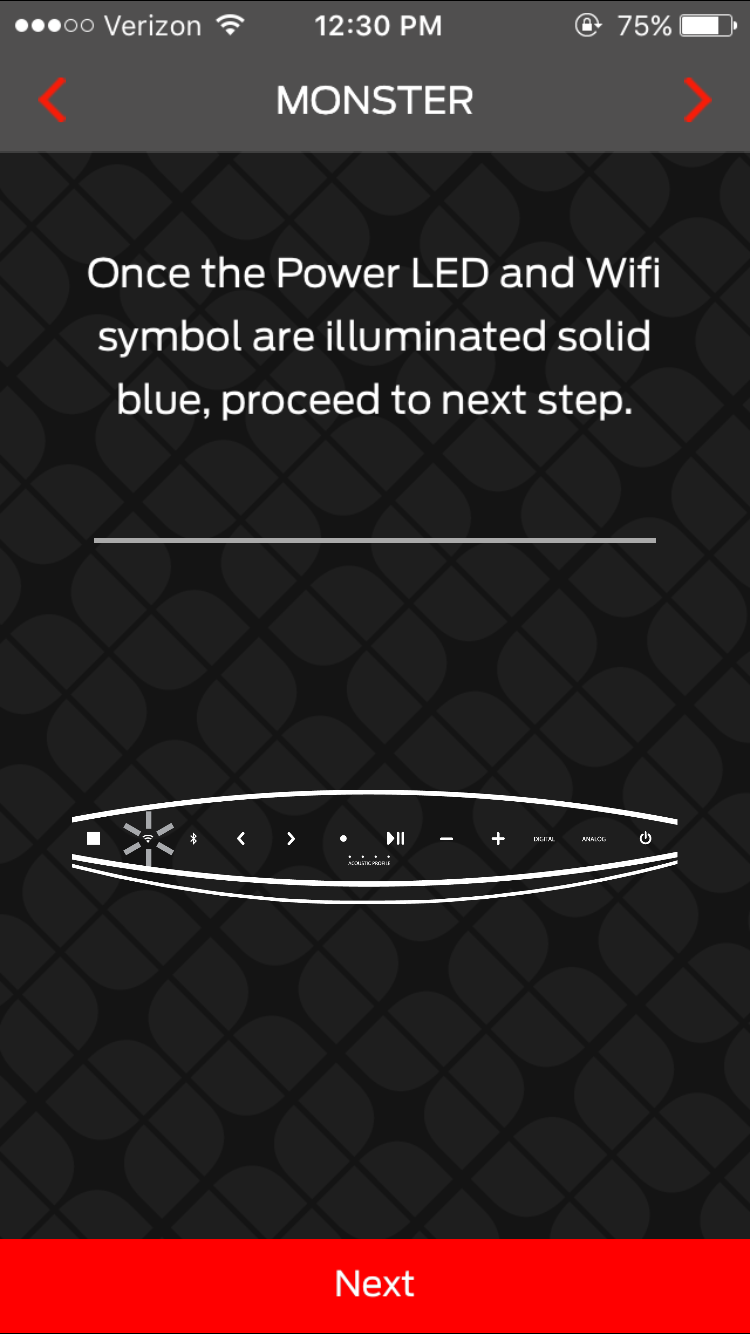 Verizon 12:30 PM 75%
MONSTER
Once the Power LED and Wifi
symbol are illuminated solid
blue, proceed to next step.
DIGITAL ANALOG
ACOUSTIC PROFILE
Next